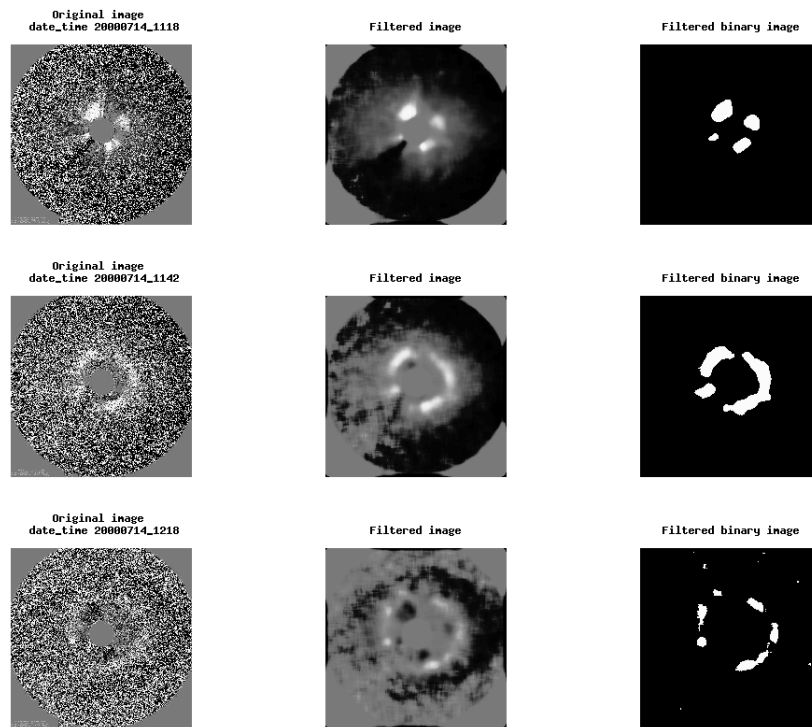 Original image
date_time 20000714_1118
Filtered image
Filtered binary image
Original image
date_time 20000714_1142
Filtered image
Filtered binary image
Original image
date_time 20000714_1218
Filtered image
Filtered binary image